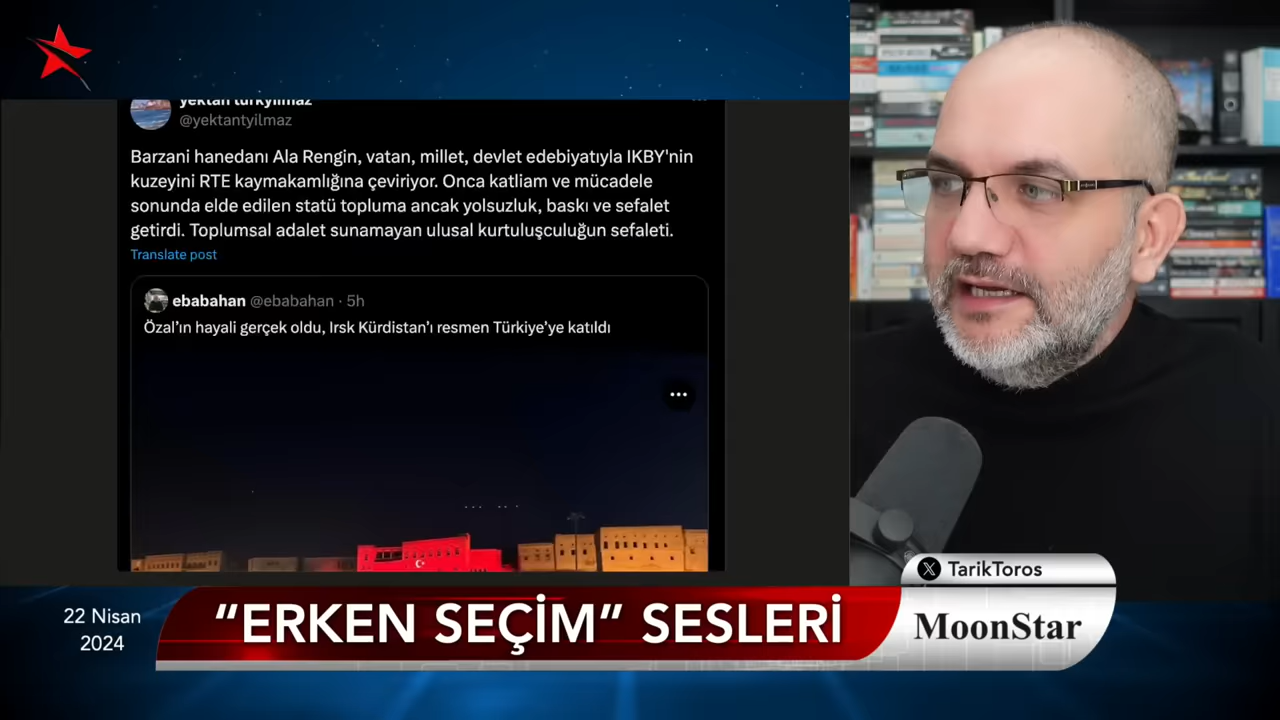 yektan türkyılmaz
@yektantyilmaz
Barzani hanedanı Ala Rengin, vatan, millet, devlet edebiyatıyla IKBY'nin
kuzeyini RTE kaymakamlığına çeviriyor. Onca katliam ve mücadele
sonunda elde edilen statü topluma ancak yolsuzluk, baskı ve sefalet
getirdi. Toplumsal adalet sunamayan ulusal kurtuluşculuğun sefaleti.
Translate post
ebabahan @ebabahan · 5h
Özal’ın hayali gerçek oldu, Irsk Kürdistan’ı resmen Türkiye’ye katıldı
TarikToros
22 Nisan
2024
“ERKEN SEÇİM” SESLERİ
MoonStar